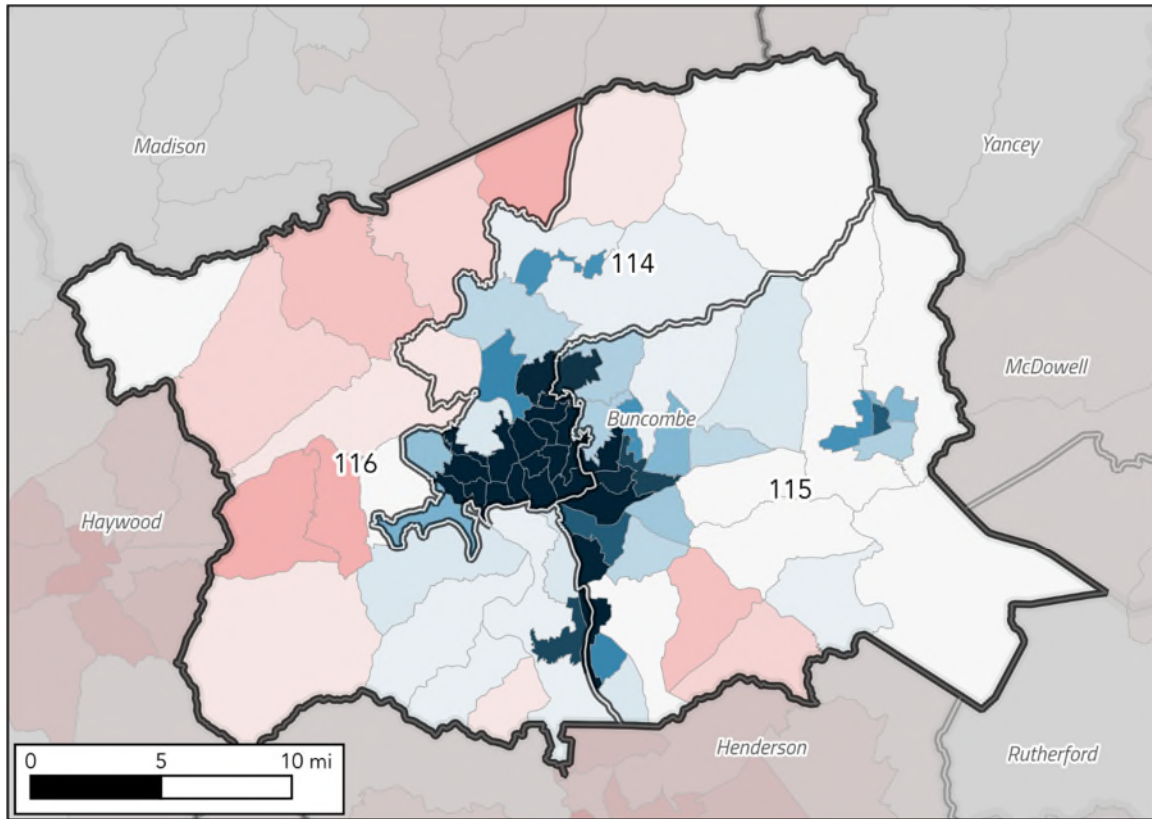 Madison
Yancey
114
McDowell
Buncombe
116
115
Haywood
Henderson
Rutherford
0 5 10 mi